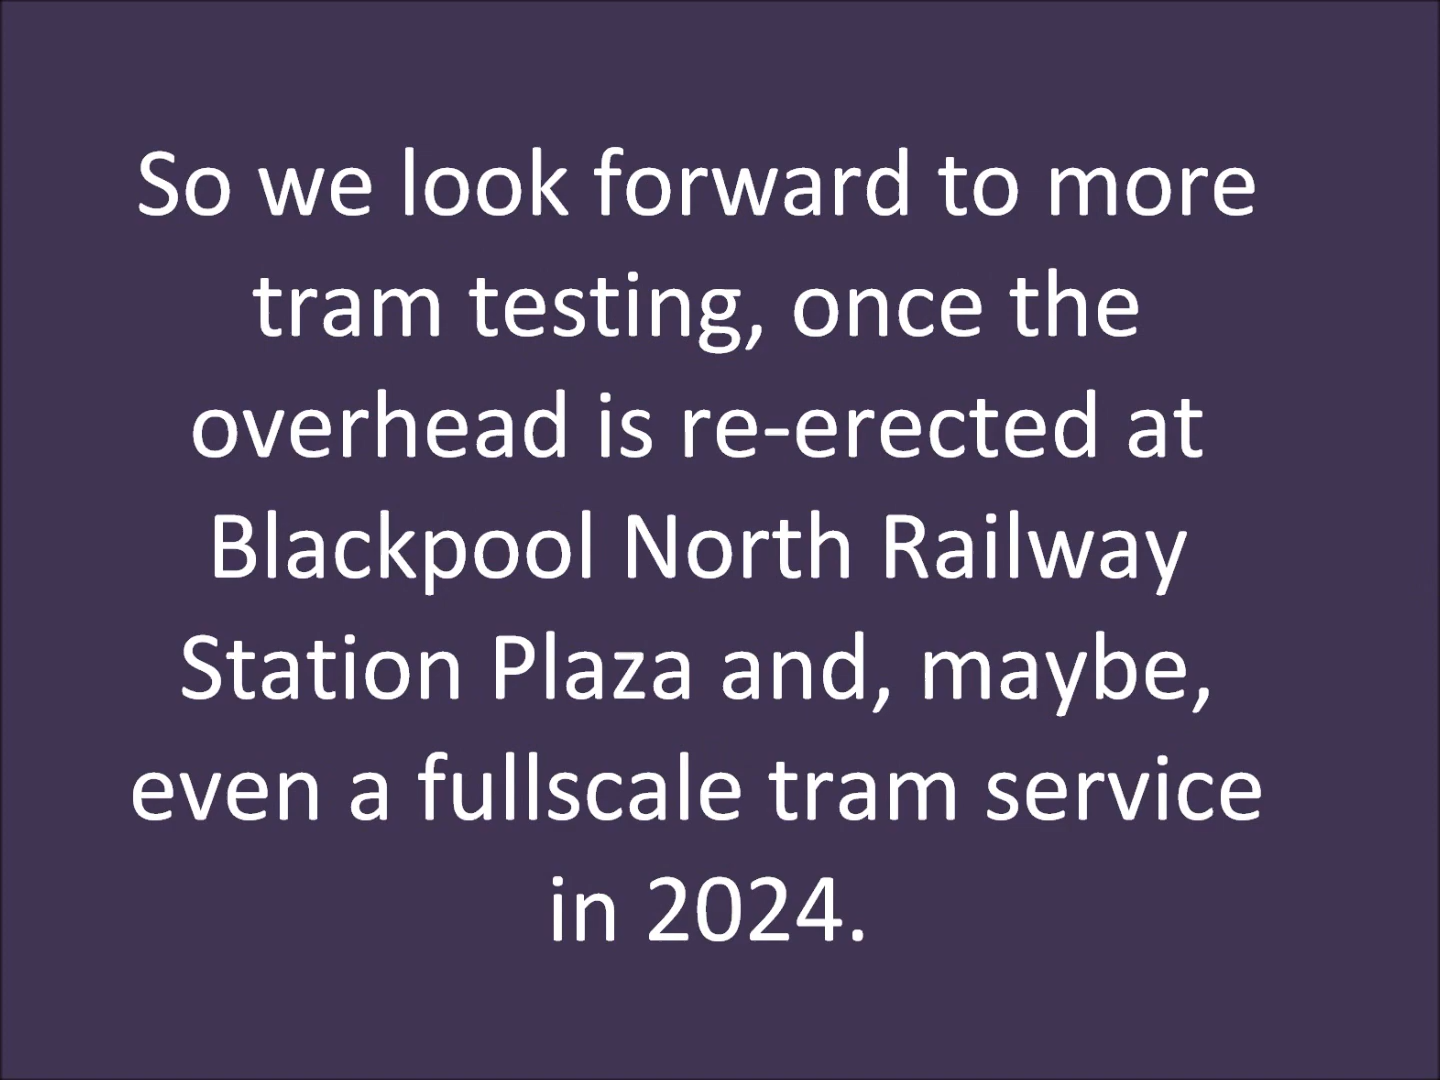 So we look forward to more
tram testing, once the
overhead is re-erected at
Blackpool North Railway
Station Plaza and, maybe,
even a fullscale tram service
in 2024.